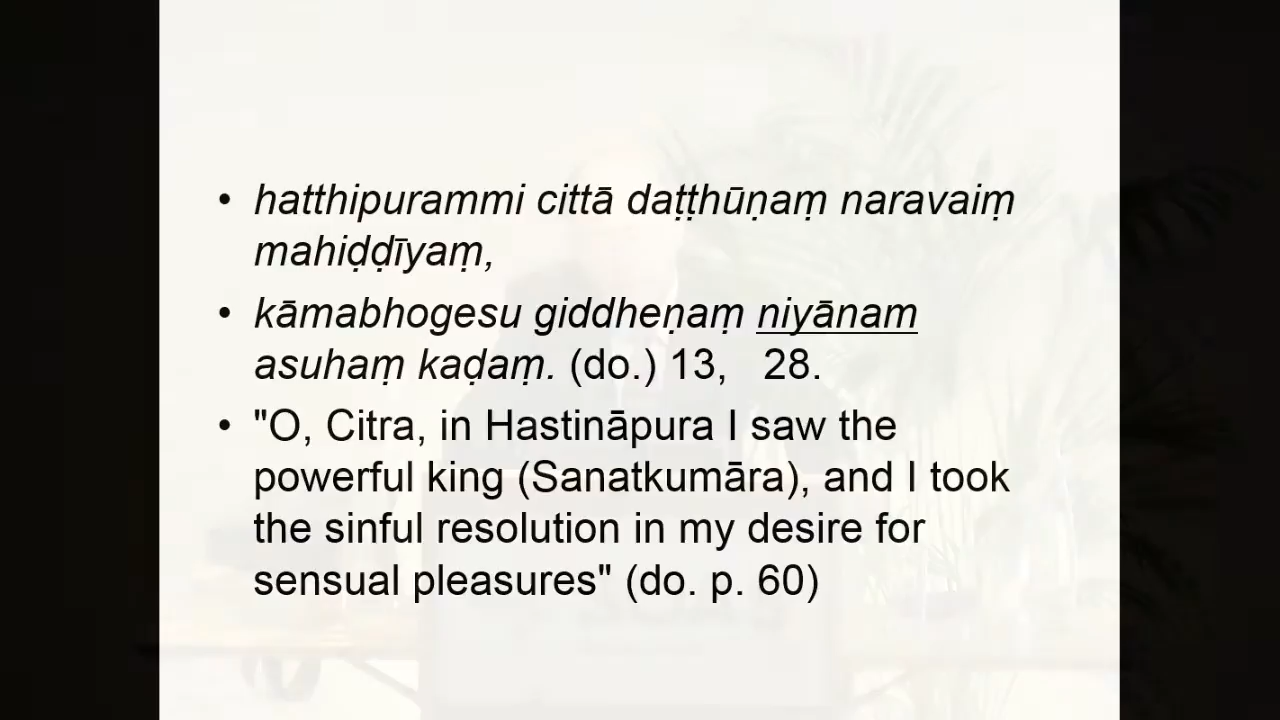 • hatthipurammi cittā daṭṭhūṇaṃ naravaiṃ
mahiḍḍīyaṃ,
• kāmabhogesu giddheṇaṃ niyānam
asuhaṃ kaḍaṃ. (do.) 13, 28.
• "O, Citra, in Hastināpura I saw the
powerful king (Sanatkumāra), and I took
the sinful resolution in my desire for
sensual pleasures" (do. p. 60)